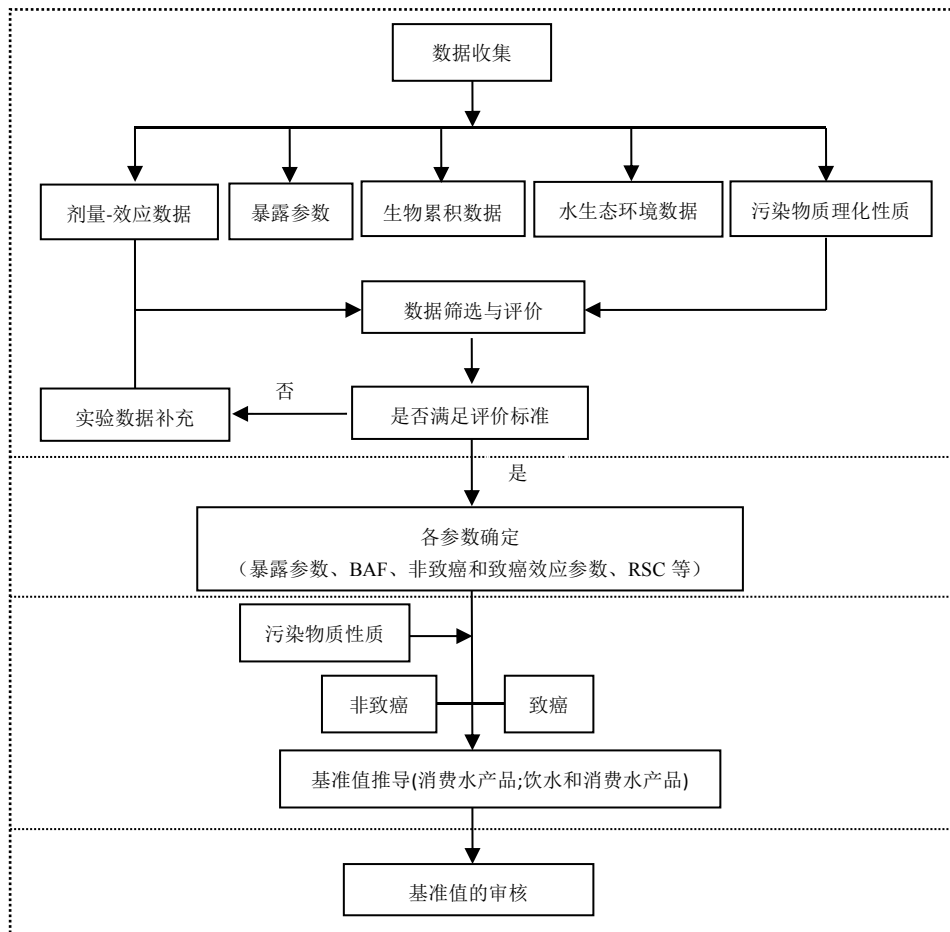 数据收集
剂量-效应数据
暴露参数
生物累积数据
水生态环境数据
污染物质理化性质
数据筛选与评价
否
实验数据补充
是否满足评价标准
是
各参数确定
（暴露参数、BAF、非致癌和致癌效应参数、RSC 等）
污染物质性质
非致癌
致癌
基准值推导(消费水产品;饮水和消费水产品)
基准值的审核